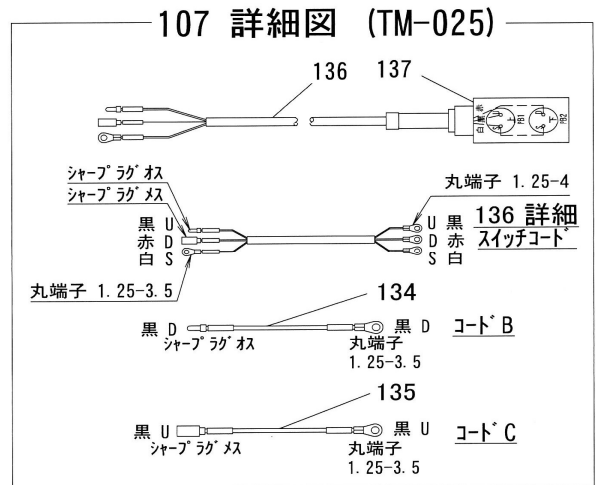 107 詳細図 (TM-025)
136 137
赤
黒
白
上
PB1
下
PB2
シャープラグオス
シャープラグメス
丸端子 1.25-4
黒 U
赤 D
白 S
U 黒
D 赤
S 白
136 詳細
スイッチコード
丸端子 1.25-3.5
134
黒 D
シャープラグオス
黒 D
コードB
丸端子
1.25-3.5
135
黒 U
シャープラグメス
黒 U
コードC
丸端子
1.25-3.5